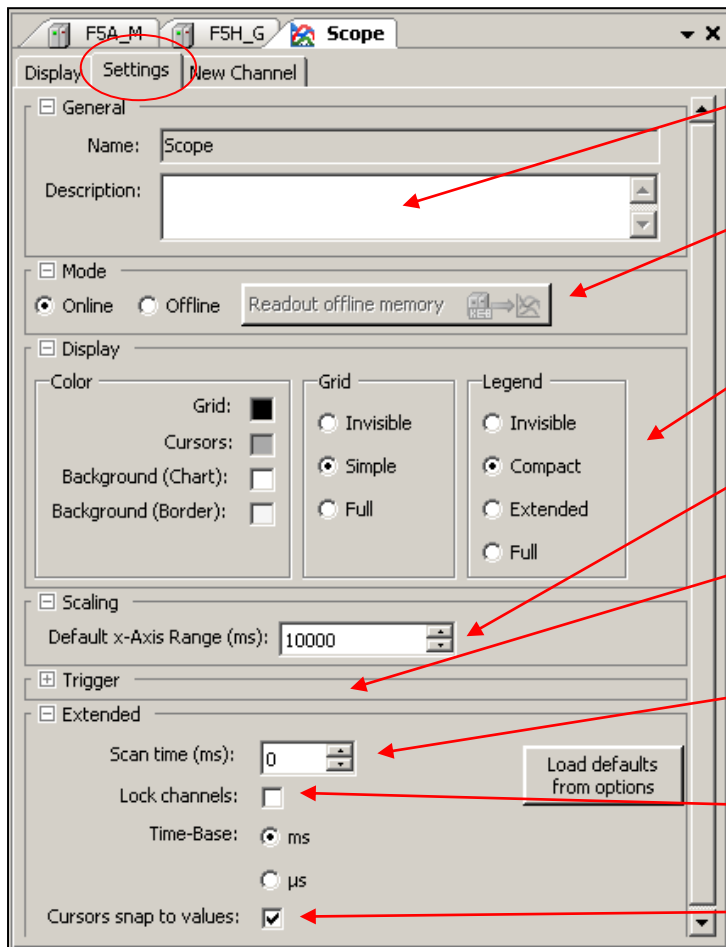 F5A_M F5H_G Scope
Display Settings New Channel
General
Name: Scope
Description:
Mode
Online Offline Readout offline memory KEB
Display
Color
Grid:
Cursors:
Background (Chart):
Background (Border):
Grid
Invisible
Simple
Full
Legend
Invisible
Compact
Extended
Full
Scaling
Default x-Axis Range (ms): 10000
Trigger
Extended
Scan time (ms): 0
Load defaults
from options
Lock channels:
Time-Base: ms
µs
Cursors snap to values: